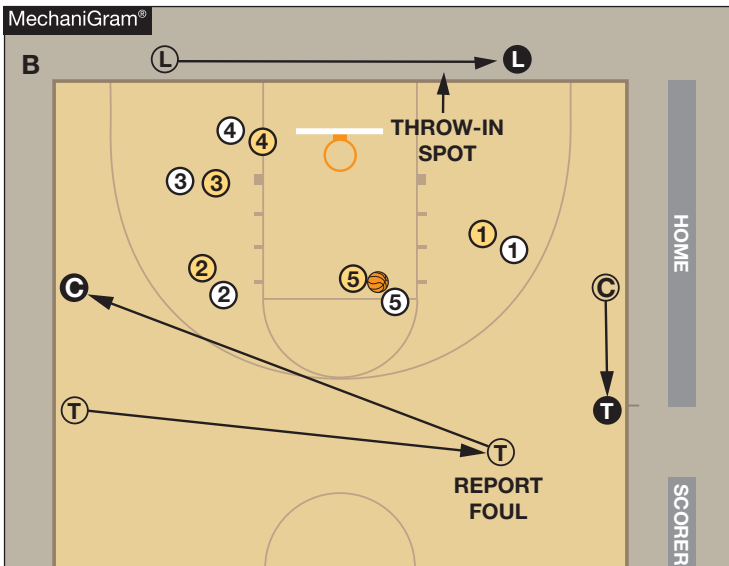 MechaniGram®
B
L
L
THROW-IN
SPOT
4
4
3
3
1
1
2
2
5
5
C
C
HOME
T
T
T
REPORT
FOUL
SCORER